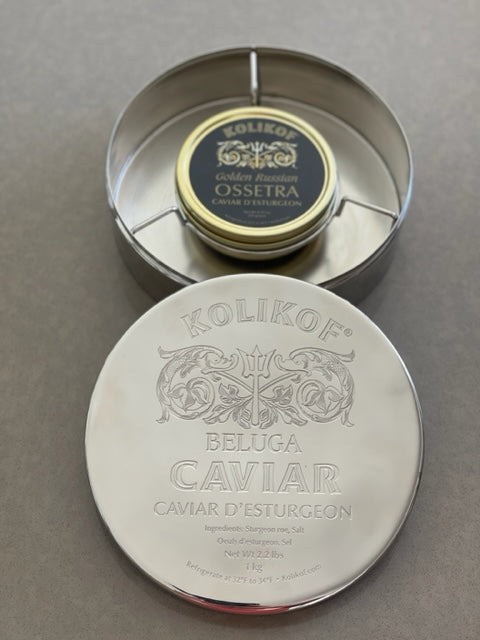 KOLIKOF
Golden Russian
OSSETRA
CAVIAR D'ESTURGEON
KOLIKOF®
BELUGA
CAVIAR
CAVIAR D'ESTURGEON
Ingredients: Sturgeon roe, Salt
Oeufs d'esturgeon, Sel
Net Wt 2.2 lbs
1 kg
Refrigerate at 32°F to 34°F • Kolikof.com